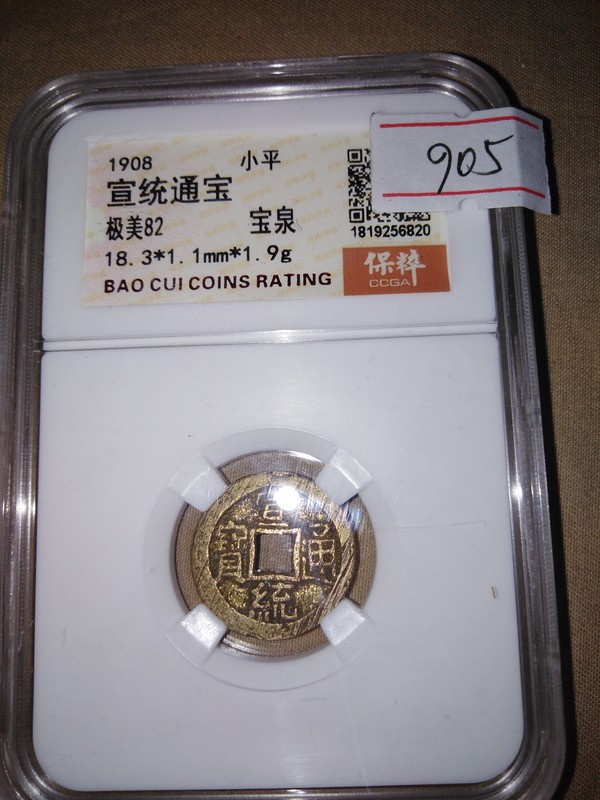 1908 小平
宣统通宝
极美82 宝泉
18.3*1.1mm*1.9g
BAO CUI COINS RATING
1819256820
保粹
CCGA
905
宣
寶 通
統